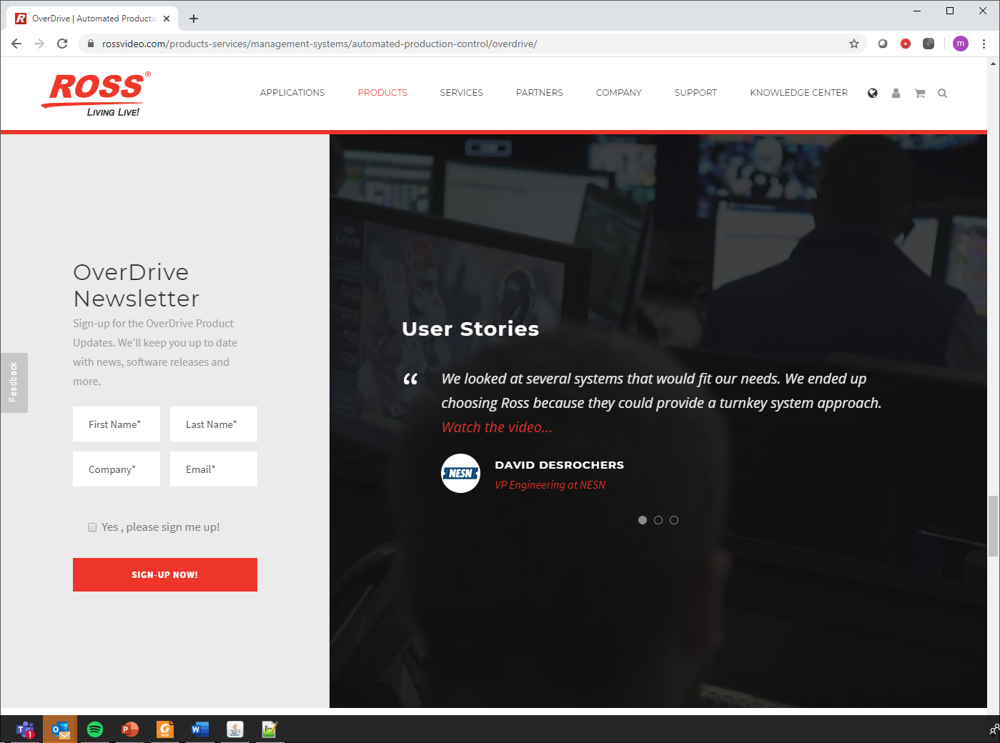 OverDrive | Automated Productio
rossvideo.com/products-services/management-systems/automated-production-control/overdrive/
m
ROSS®
LIVING LIVE!
APPLICATIONS
PRODUCTS
SERVICES
PARTNERS
COMPANY
SUPPORT
KNOWLEDGE CENTER
Feedback
OverDrive
Newsletter
Sign-up for the OverDrive Product
Updates. We’ll keep you up to date
with news, software releases and
more.
First Name*
Last Name*
Company*
Email*
Yes , please sign me up!
SIGN-UP NOW!
LIVE
User Stories
“ We looked at several systems that would fit our needs. We ended up
choosing Ross because they could provide a turnkey system approach.
Watch the video...
NESN
DAVID DESROCHERS
VP Engineering at NESN
T 1
O
P
PDF
W